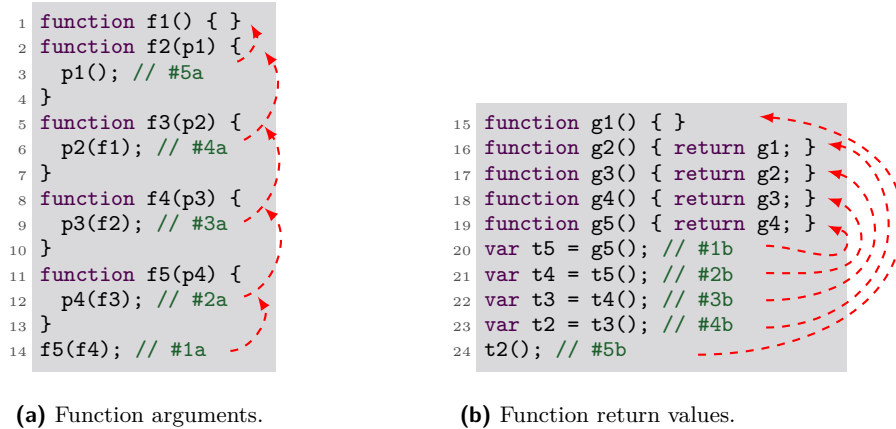 1 function f1() { }
2 function f2(p1) {
3 p1(); // #5a
4 }
5 function f3(p2) {
6 p2(f1); // #4a
7 }
8 function f4(p3) {
9 p3(f2); // #3a
10 }
11 function f5(p4) {
12 p4(f3); // #2a
13 }
14 f5(f4); // #1a
(a) Function arguments.
15 function g1() { }
16 function g2() { return g1; }
17 function g3() { return g2; }
18 function g4() { return g3; }
19 function g5() { return g4; }
20 var t5 = g5(); // #1b
21 var t4 = t5(); // #2b
22 var t3 = t4(); // #3b
23 var t2 = t3(); // #4b
24 t2(); // #5b
(b) Function return values.